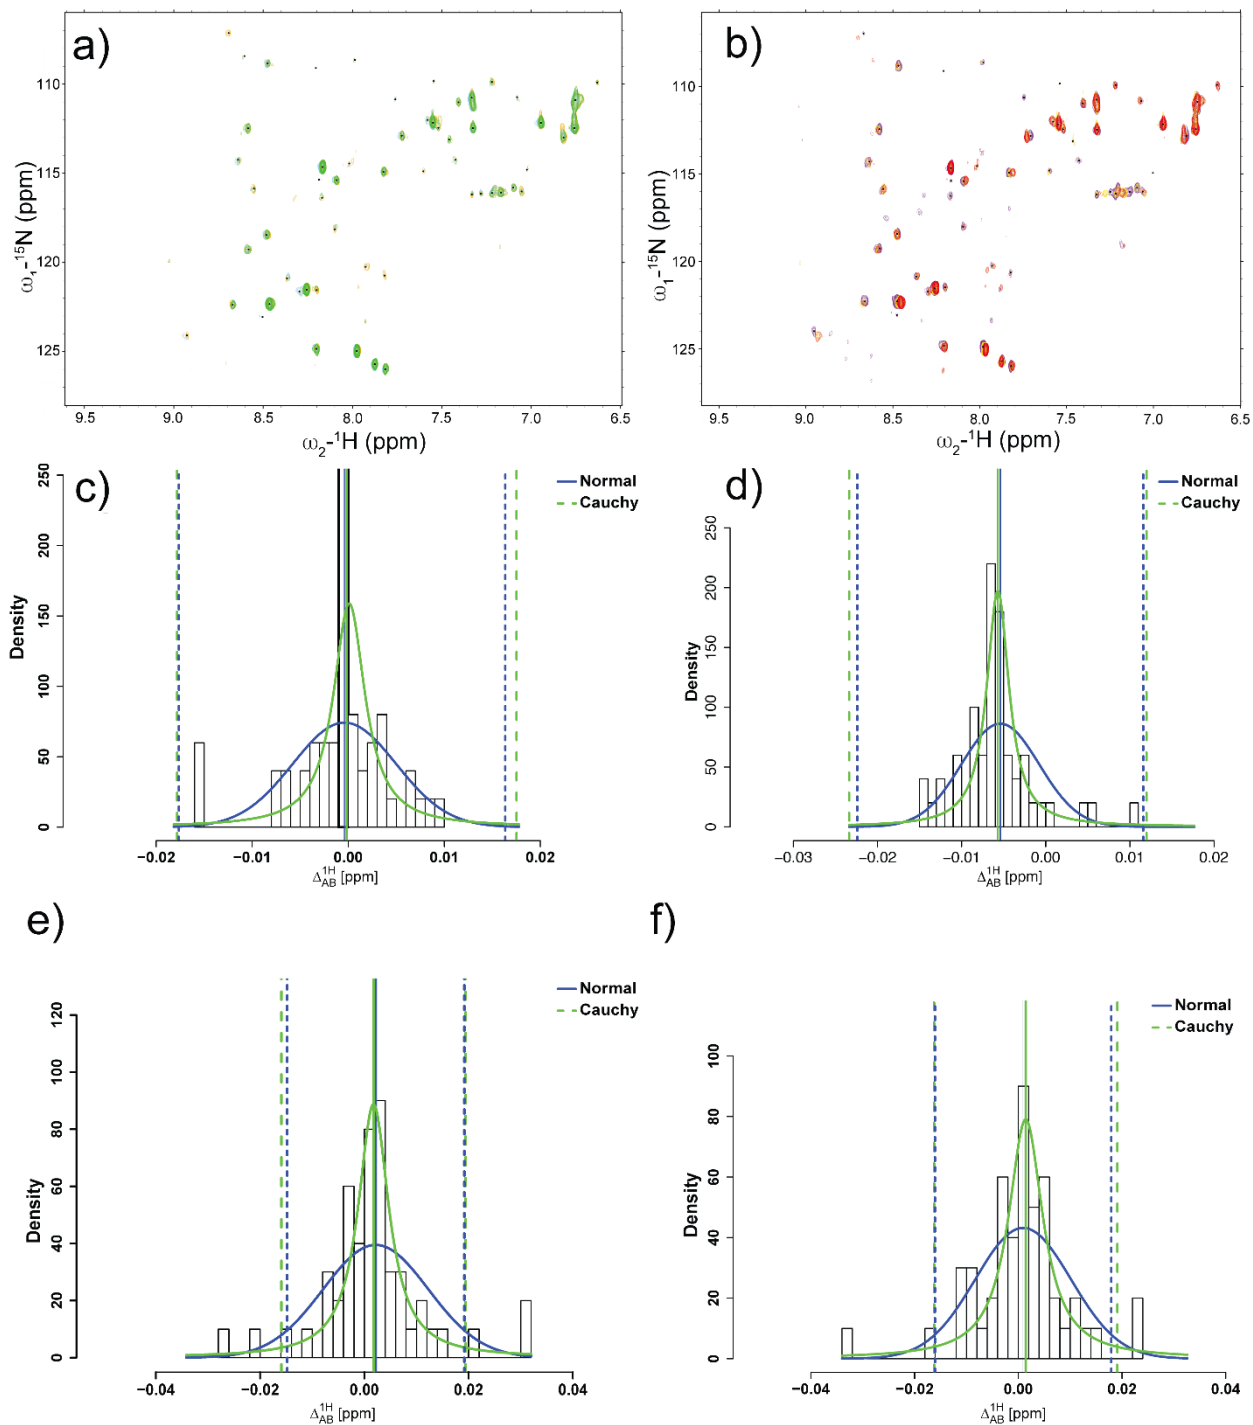 a)
110
115
120
125
ω₁-¹⁵N (ppm)
9.5 9.0 8.5 8.0 7.5 7.0 6.5
ω₂-¹H (ppm)
b)
110
115
120
125
ω₁-¹⁵N (ppm)
9.5 9.0 8.5 8.0 7.5 7.0 6.5
ω₂-¹H (ppm)
c)
Normal
Cauchy
250
200
150
100
50
0
Density
-0.02 -0.01 0.00 0.01 0.02
Δ¹ᴴ_AB [ppm]
d)
Normal
Cauchy
250
200
150
100
50
0
Density
-0.03 -0.02 -0.01 0.00 0.01 0.02
Δ¹ᴴ_AB [ppm]
e)
Normal
Cauchy
120
100
80
60
40
20
0
Density
-0.04 -0.02 0.00 0.02 0.04
Δ¹ᴴ_AB [ppm]
f)
Normal
Cauchy
100
80
60
40
20
0
Density
-0.04 -0.02 0.00 0.02 0.04
Δ¹ᴴ_AB [ppm]